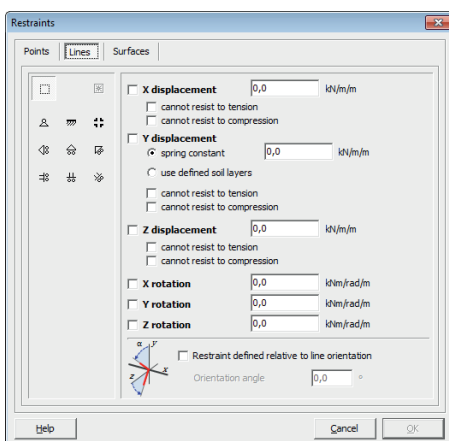 Restraints
Points Lines Surfaces
X displacement 0,0 kN/m/m
cannot resist to tension
cannot resist to compression
Y displacement
spring constant 0,0 kN/m/m
use defined soil layers
cannot resist to tension
cannot resist to compression
Z displacement 0,0 kN/m/m
cannot resist to tension
cannot resist to compression
X rotation 0,0 kNm/rad/m
Y rotation 0,0 kNm/rad/m
Z rotation 0,0 kNm/rad/m
α y
x
z
Restraint defined relative to line orientation
Orientation angle 0,0 °
Help Cancel OK